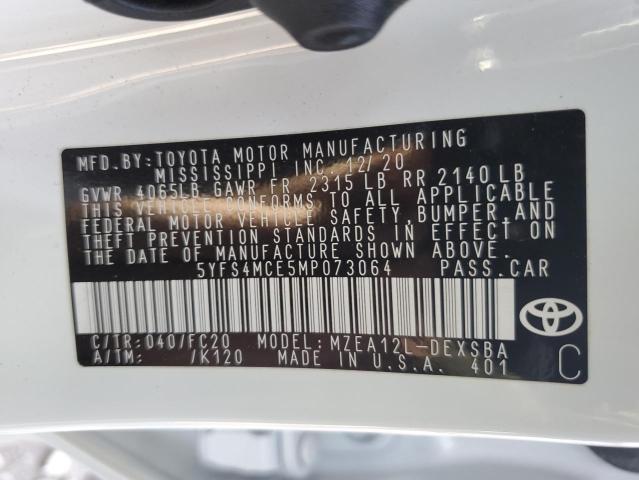 MFD. BY: TOYOTA MOTOR MANUFACTURING
MISSISSIPPI INC. 12/20
GVWR 4065LB GAWR FR 2315 LB RR 2140 LB
THIS VEHICLE CONFORMS TO ALL APPLICABLE
FEDERAL MOTOR VEHICLE SAFETY, BUMPER, AND
THEFT PREVENTION STANDARDS IN EFFECT ON
THE DATE OF MANUFACTURE SHOWN ABOVE.
5YFS4MCE5MP073064 PASS. CAR
C/TR: 040/FC20 MODEL: MZEA12L-DEXSBA
A/TM: /K120 MADE IN U.S.A. 401
C